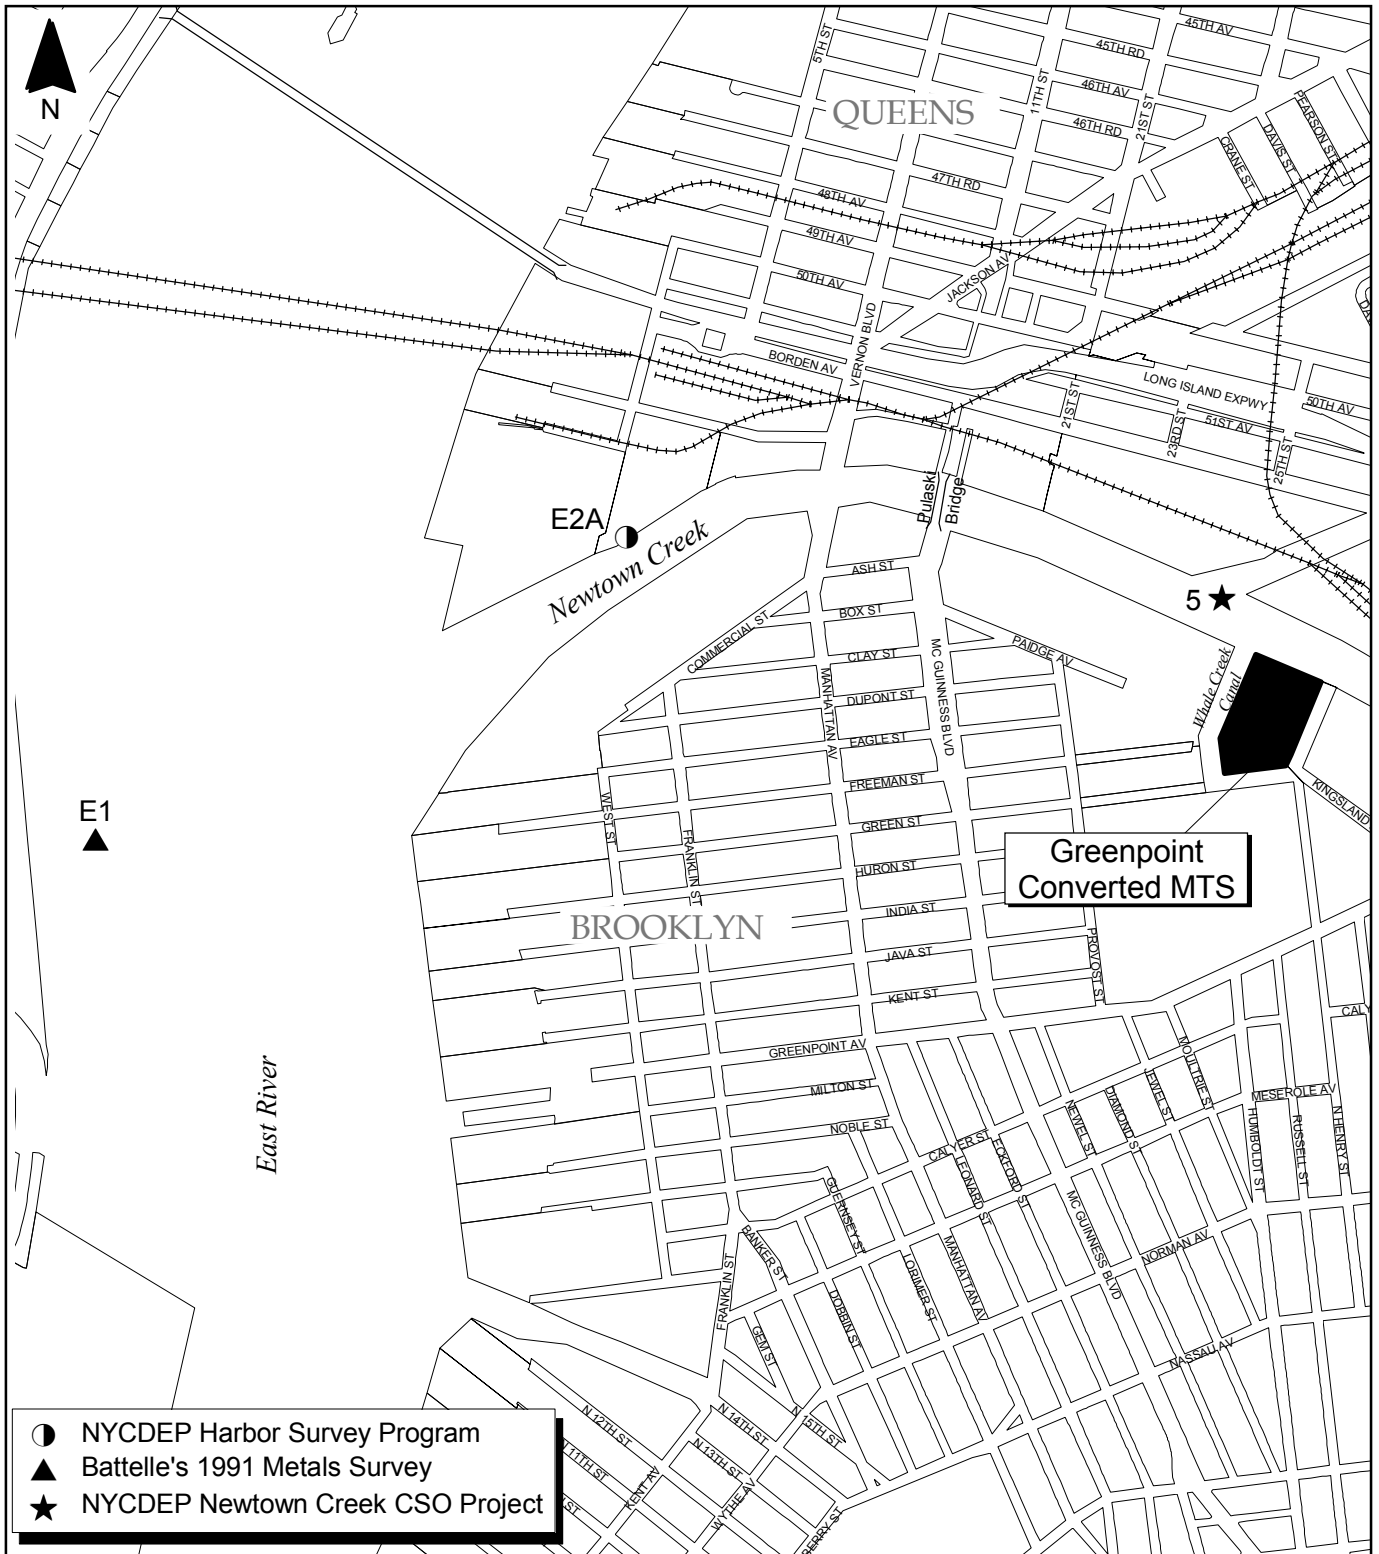 N
QUEENS
5TH ST
11TH ST
21ST ST
45TH AV
45TH RD
46TH AV
46TH RD
47TH RD
48TH AV
49TH AV
50TH AV
CRANE ST
DAVIS ST
PEARSON ST
JACKSON AV
VERNON BLVD
BORDEN AV
LONG ISLAND EXPWY
50TH AV
51ST AV
21ST ST
23RD ST
25TH ST
Pulaski
Bridge
E2A
Newtown Creek
5
Whale Creek
Canal
ASH ST
BOX ST
COMMERCIAL ST
CLAY ST
PAIDGE AV
DUPONT ST
MANHATTAN AV
MC GUINNESS BLVD
EAGLE ST
FREEMAN ST
GREEN ST
HURON ST
INDIA ST
JAVA ST
KENT ST
WEST ST
FRANKLIN ST
PROVOST ST
KINGSLAND
E1
Greenpoint
Converted MTS
BROOKLYN
East River
GREENPOINT AV
MILTON ST
NOBLE ST
CALYER ST
CALY
MOULTRIE ST
JEWEL ST
DIAMOND ST
NEWEL ST
MESEROLE AV
HUMBOLDT ST
RUSSELL ST
N HENRY ST
ECKFORD ST
LEONARD ST
GUERNSEY ST
BANKER ST
MANHATTAN AV
MC GUINNESS BLVD
NORMAN AV
LORIMER ST
DOBBIN ST
FRANKLIN ST
GEM ST
NASSAU AV
N 12TH ST
N 11TH ST
N 14TH ST
N 13TH ST
N 15TH ST
KENT AV
WYTHE AV
BERRY ST
NYCDEP Harbor Survey Program
Battelle's 1991 Metals Survey
NYCDEP Newtown Creek CSO Project